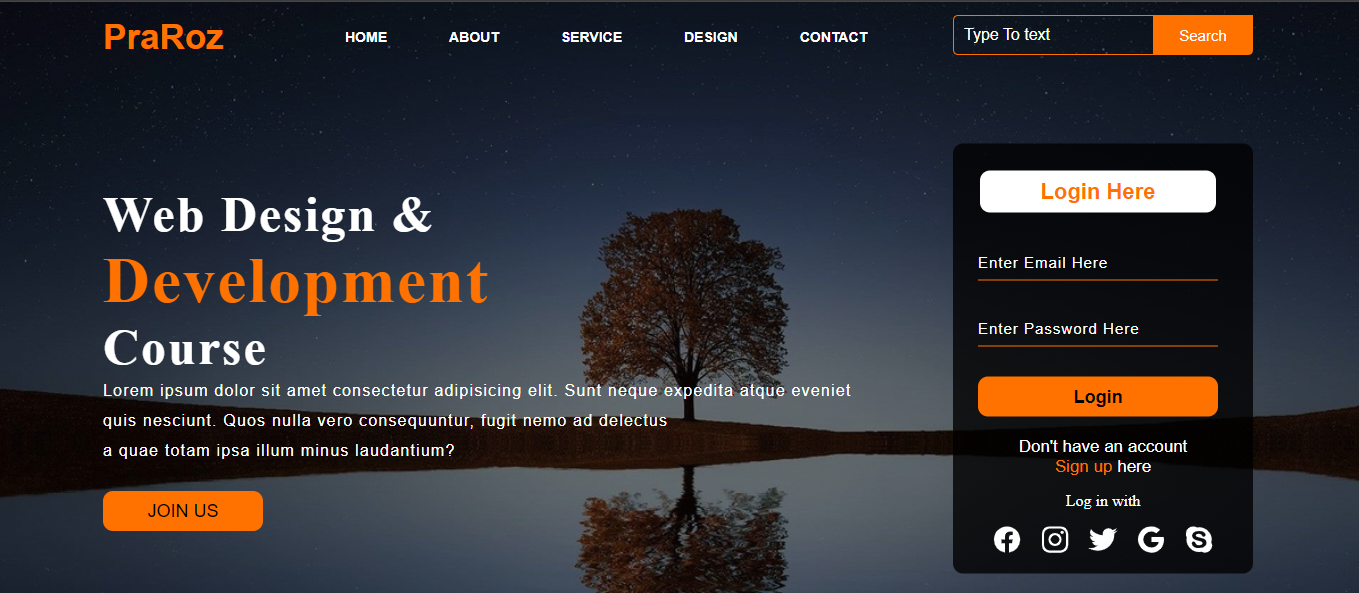 PraRoz
HOME
ABOUT
SERVICE
DESIGN
CONTACT
Type To text
Search
Web Design &
Development
Course
Lorem ipsum dolor sit amet consectetur adipisicing elit. Sunt neque expedita atque eveniet
quis nesciunt. Quos nulla vero consequuntur, fugit nemo ad delectus
a quae totam ipsa illum minus laudantium?
JOIN US
Login Here
Enter Email Here
Enter Password Here
Login
Don't have an account
Sign up here
Log in with